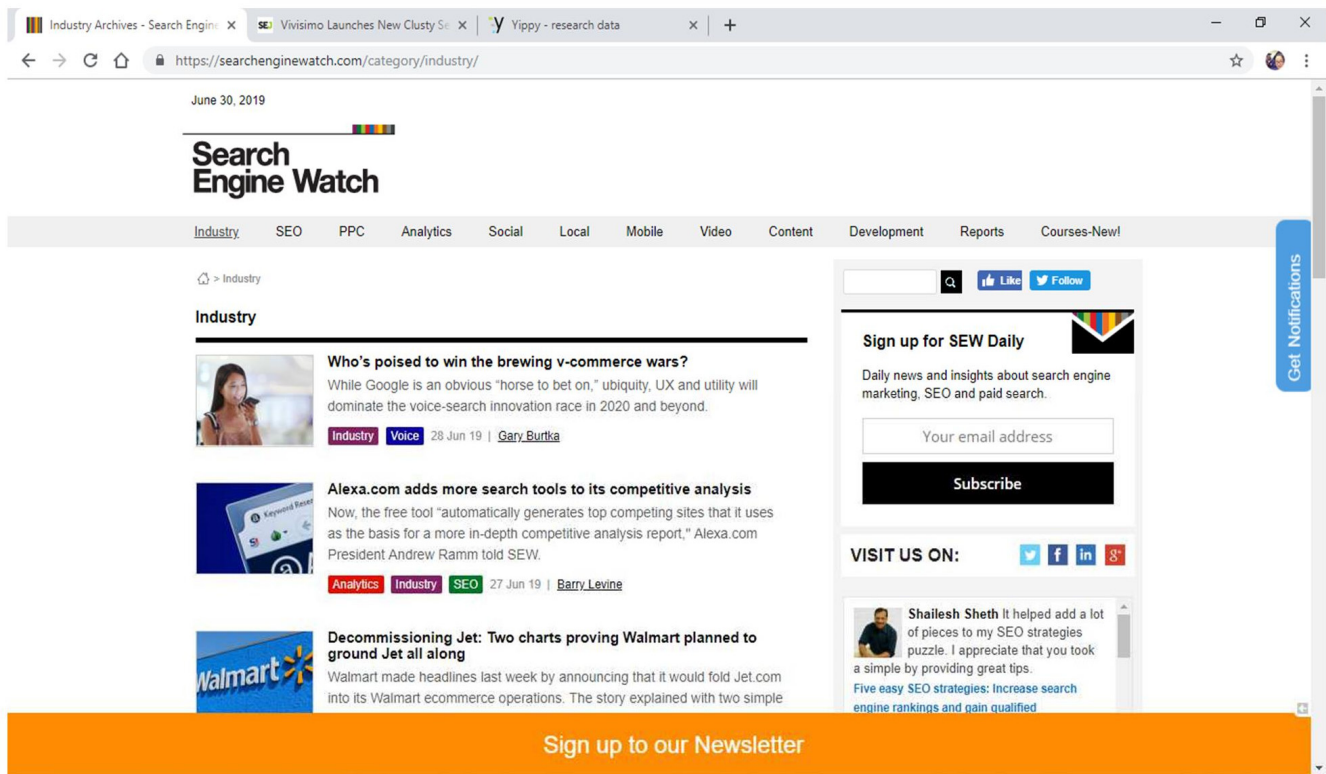 Industry Archives - Search Engine
SEJ Vivisimo Launches New Clusty Se
Yippy - research data
https://searchenginewatch.com/category/industry/
June 30, 2019
Search
Engine Watch
Industry SEO PPC Analytics Social Local Mobile Video Content Development Reports Courses-New!
> Industry
Like Follow
Get Notifications
Industry
Who's poised to win the brewing v-commerce wars?
While Google is an obvious “horse to bet on,” ubiquity, UX and utility will
dominate the voice-search innovation race in 2020 and beyond.
Industry Voice 28 Jun 19 | Gary Burtka
Keyword Resear
Alexa.com adds more search tools to its competitive analysis
Now, the free tool “automatically generates top competing sites that it uses
as the basis for a more in-depth competitive analysis report," Alexa.com
President Andrew Ramm told SEW.
Analytics Industry SEO 27 Jun 19 | Barry Levine
Walmart
Decommissioning Jet: Two charts proving Walmart planned to
ground Jet all along
Walmart made headlines last week by announcing that it would fold Jet.com
into its Walmart ecommerce operations. The story explained with two simple
Sign up for SEW Daily
Daily news and insights about search engine
marketing, SEO and paid search.
Your email address
Subscribe
VISIT US ON:
Shailesh Sheth It helped add a lot
of pieces to my SEO strategies
puzzle. I appreciate that you took
a simple by providing great tips.
Five easy SEO strategies: Increase search
engine rankings and gain qualified
Sign up to our Newsletter